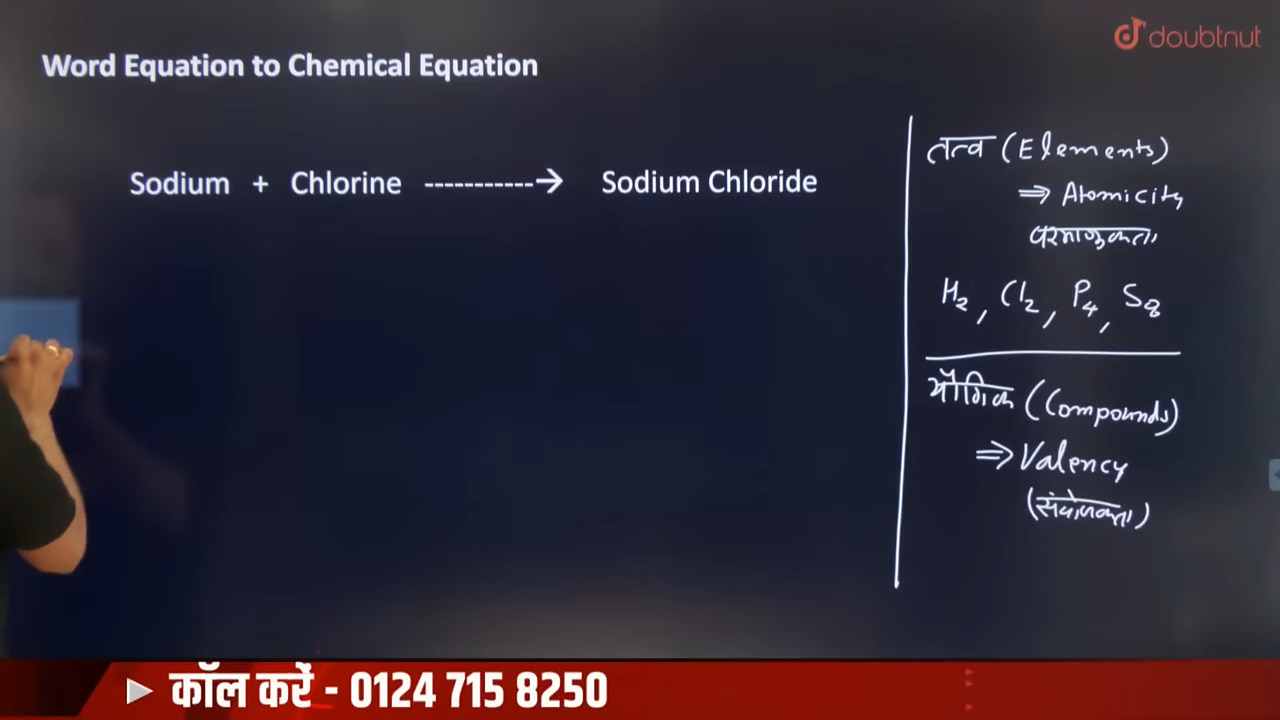 doubtnut
Word Equation to Chemical Equation
Sodium + Chlorine -----------→ Sodium Chloride
तत्व (Elements)
⇒ Atomicity
परमाणुकता
H₂, Cl₂, P₄, S₈
यौगिक (Compounds)
⇒ Valency
(संयोजकता)
कॉल करें - 0124 715 8250